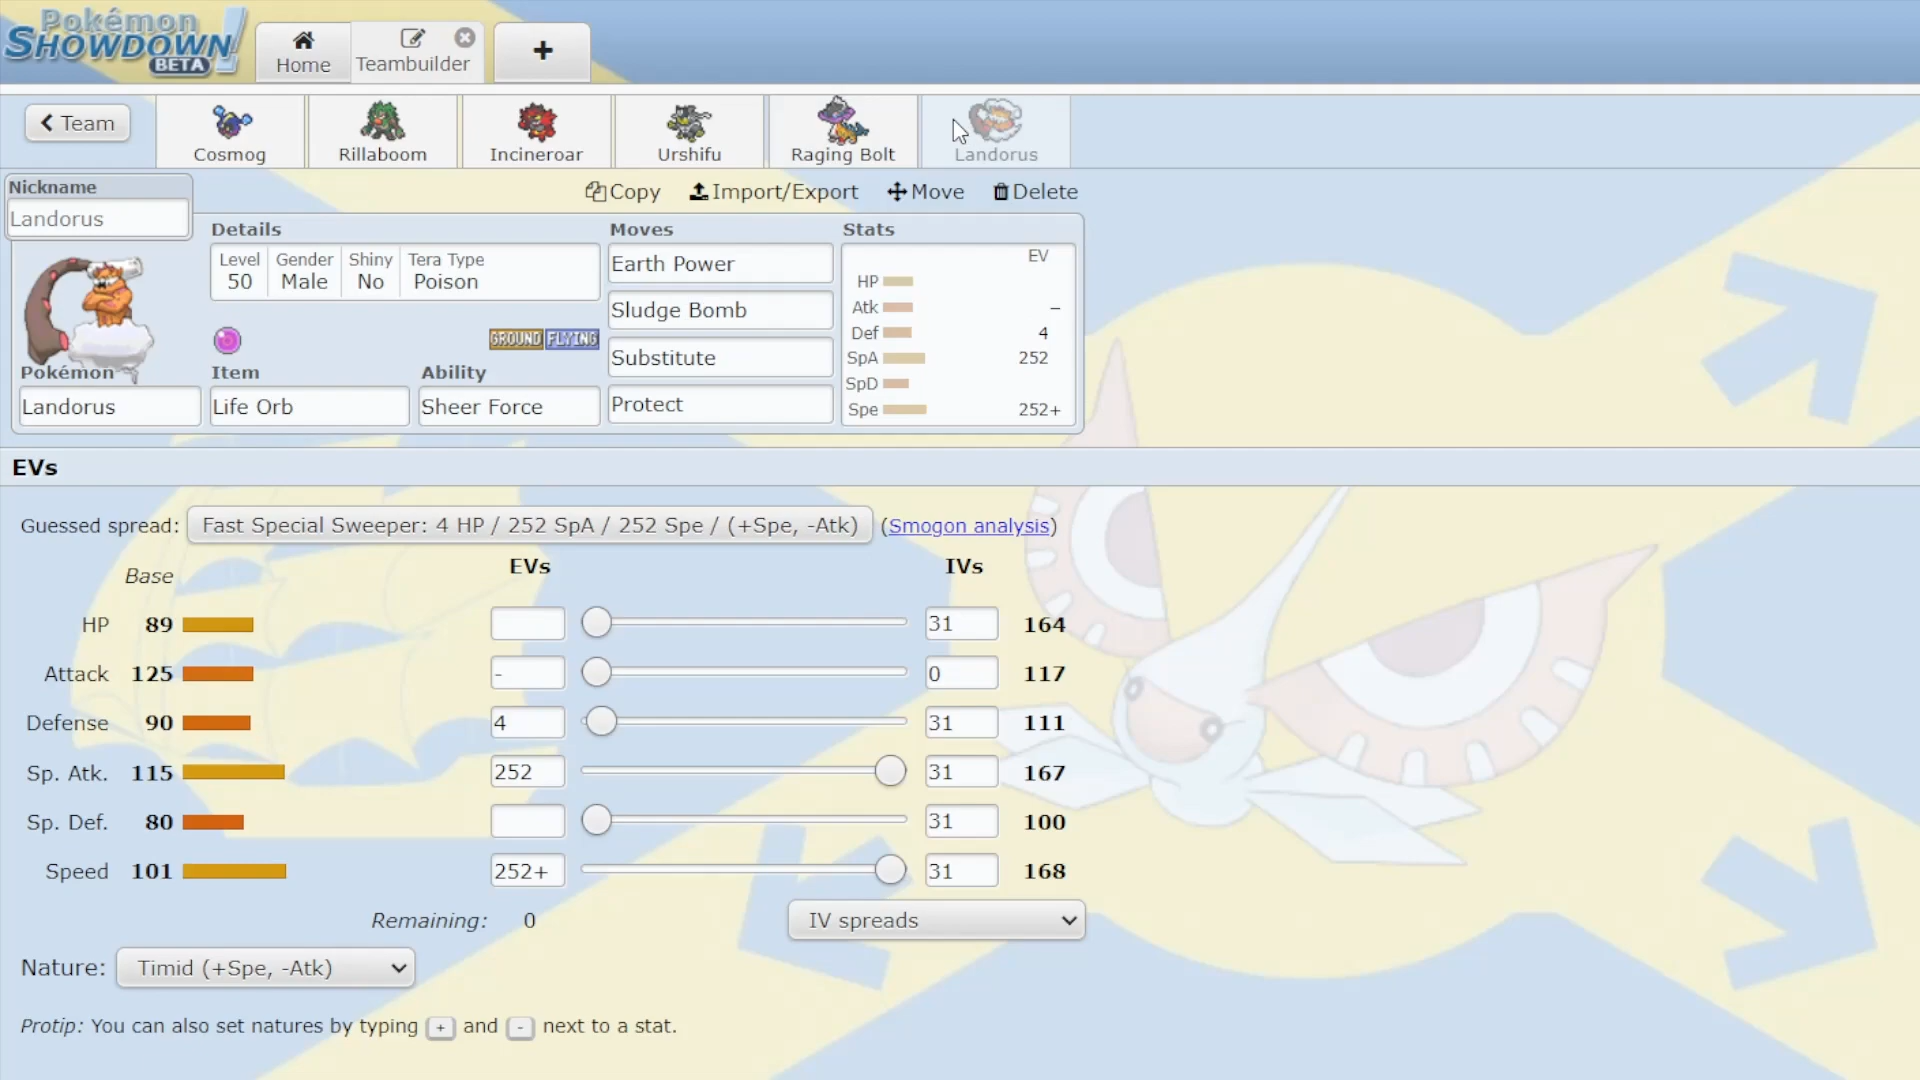 Pokémon
SHOWDOWN!
BETA
Home
Teambuilder
+
Team
Cosmog
Rillaboom
Incineroar
Urshifu
Raging Bolt
Landorus
Nickname
Landorus
Copy
Import/Export
Move
Delete
Details
Level
50
Gender
Male
Shiny
No
Tera Type
Poison
GROUND FLYING
Pokémon
Landorus
Item
Life Orb
Ability
Sheer Force
Moves
Earth Power
Sludge Bomb
Substitute
Protect
Stats
EV
HP
Atk –
Def 4
SpA 252
SpD
Spe 252+
EVs
Guessed spread: Fast Special Sweeper: 4 HP / 252 SpA / 252 Spe / (+Spe, -Atk) (Smogon analysis)
Base EVs IVs
HP 89 31 164
Attack 125 - 0 117
Defense 90 4 31 111
Sp. Atk. 115 252 31 167
Sp. Def. 80 31 100
Speed 101 252+ 31 168
Remaining: 0
IV spreads
Nature: Timid (+Spe, -Atk)
Protip: You can also set natures by typing + and - next to a stat.